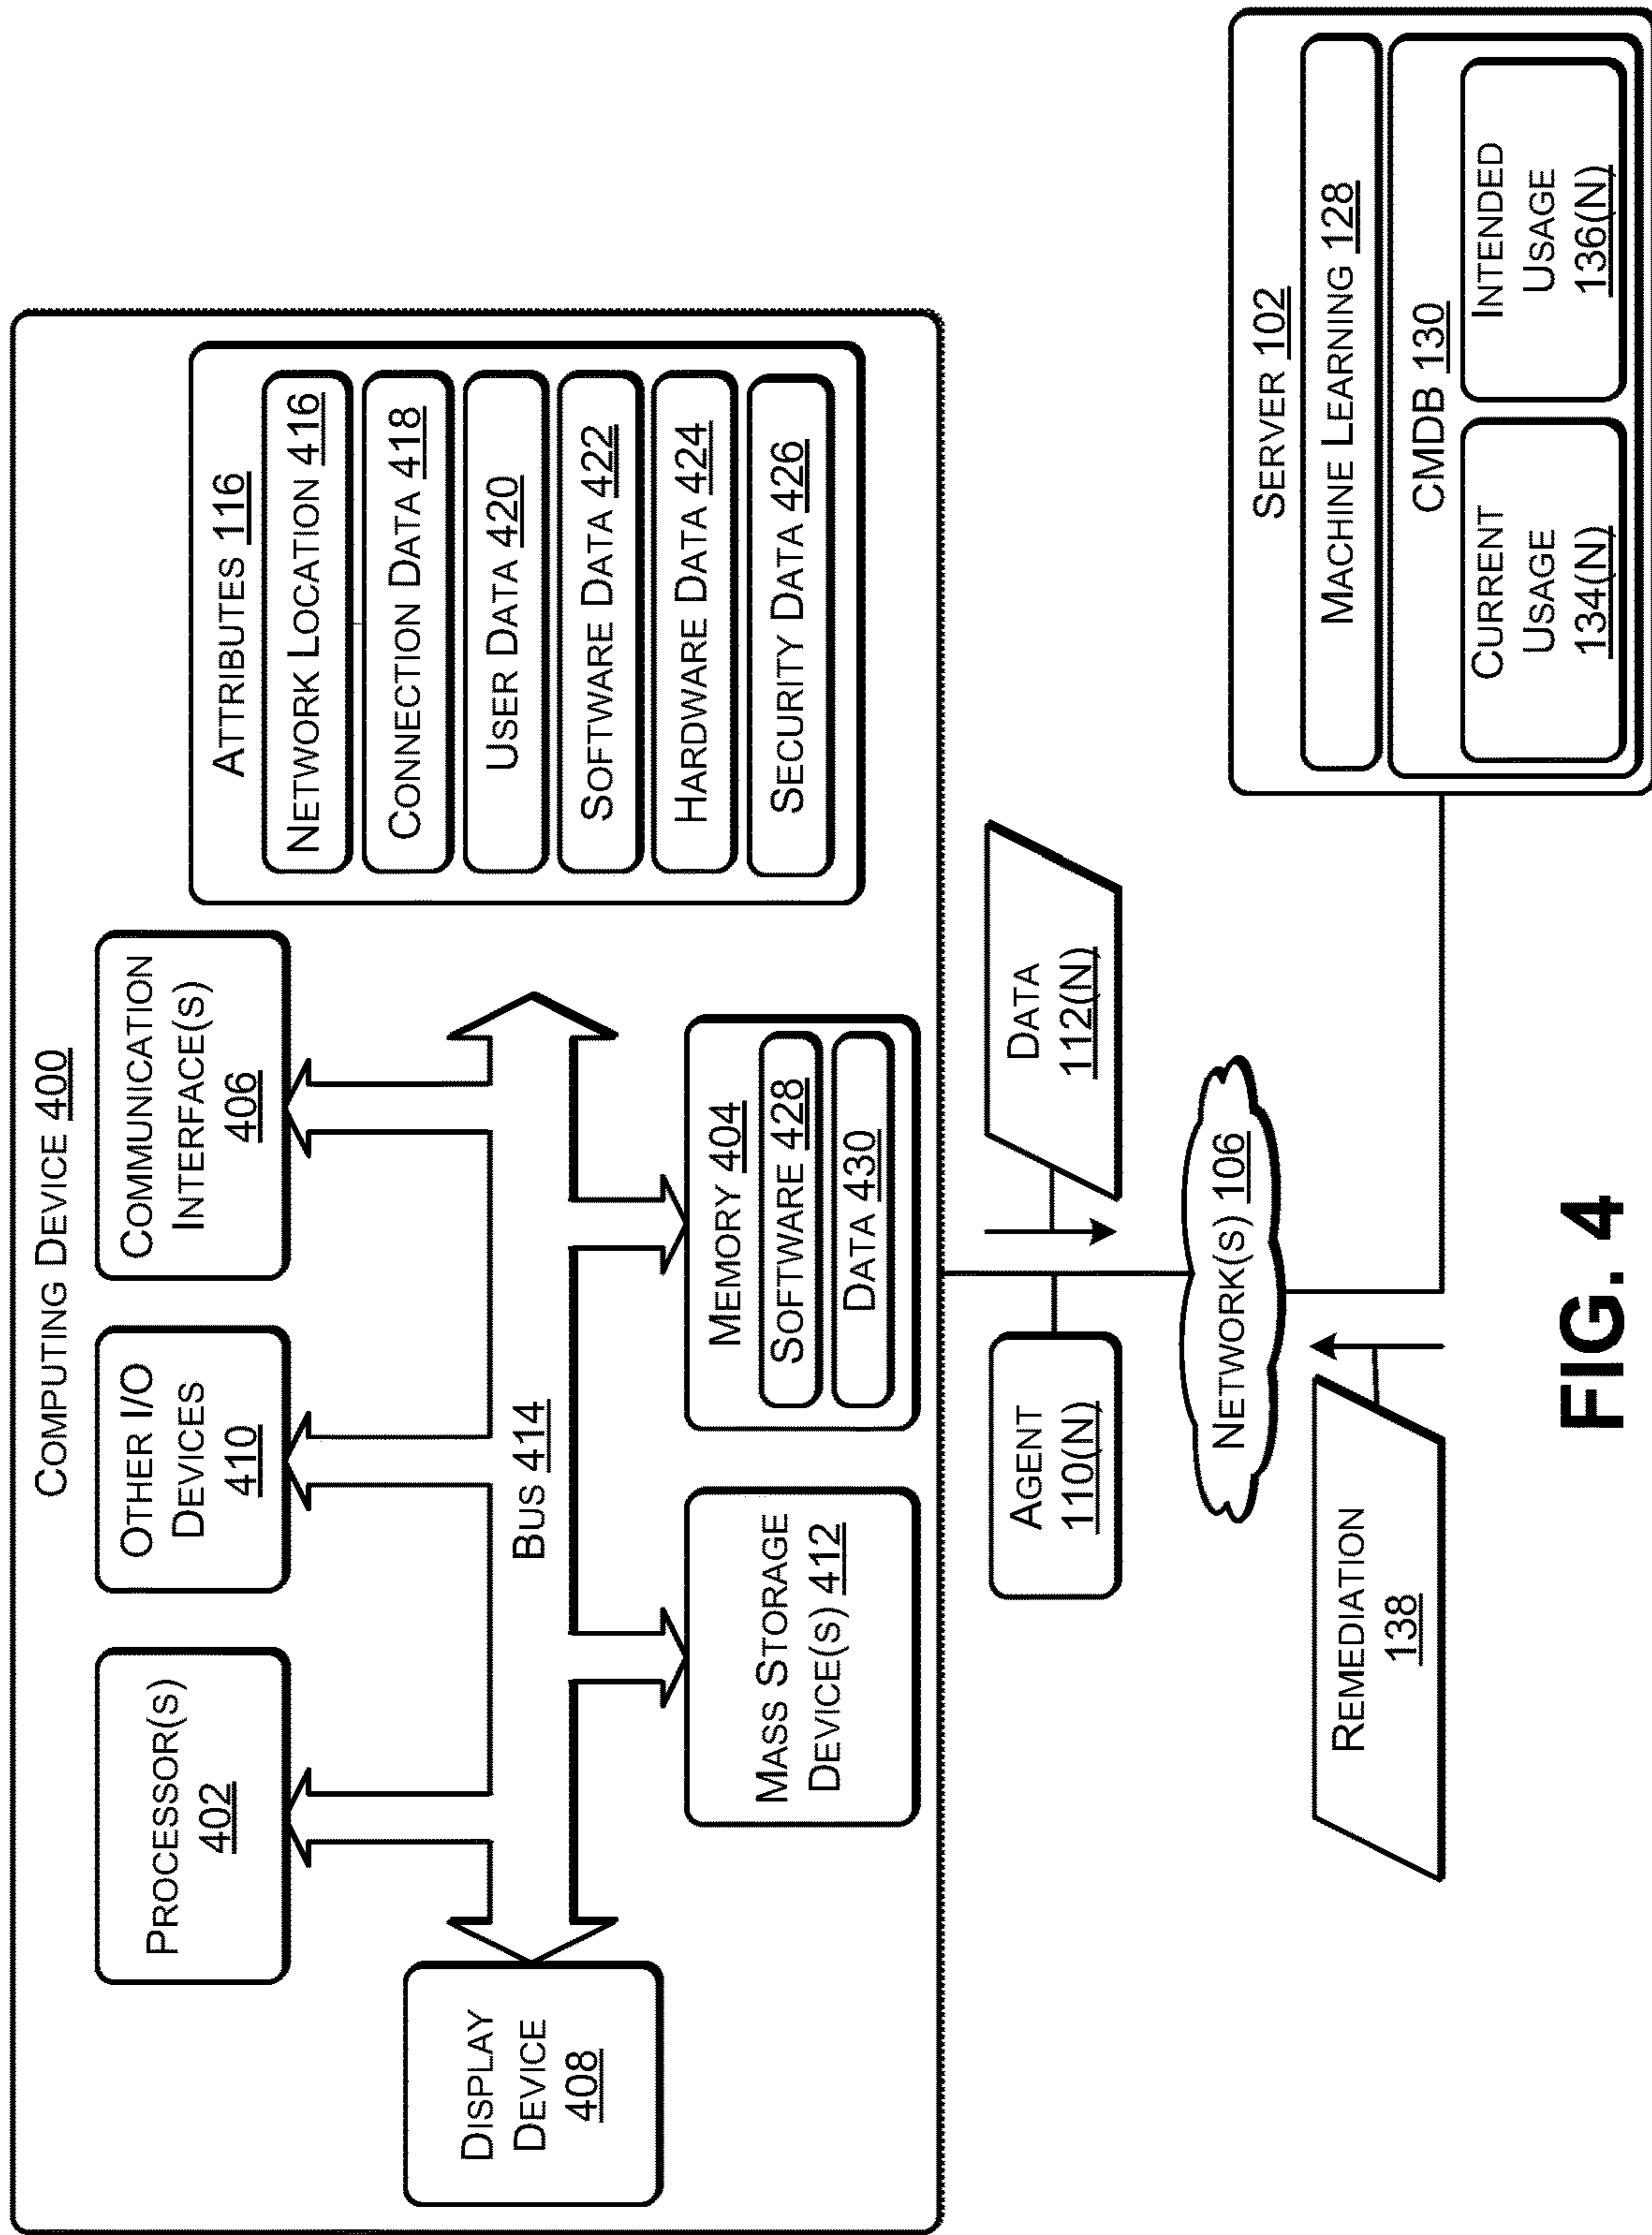 COMPUTING DEVICE 400
PROCESSOR(S)
402
OTHER I/O
DEVICES
410
COMMUNICATION
INTERFACE(S)
406
DISPLAY
DEVICE
408
BUS 414
MASS STORAGE
DEVICE(S) 412
MEMORY 404
SOFTWARE 428
DATA 430
ATTRIBUTES 116
NETWORK LOCATION 416
CONNECTION DATA 418
USER DATA 420
SOFTWARE DATA 422
HARDWARE DATA 424
SECURITY DATA 426
AGENT
110(N)
DATA
112(N)
NETWORK(S) 106
REMEDIATION
138
SERVER 102
MACHINE LEARNING 128
CMDB 130
CURRENT
USAGE
134(N)
INTENDED
USAGE
136(N)
FIG. 4